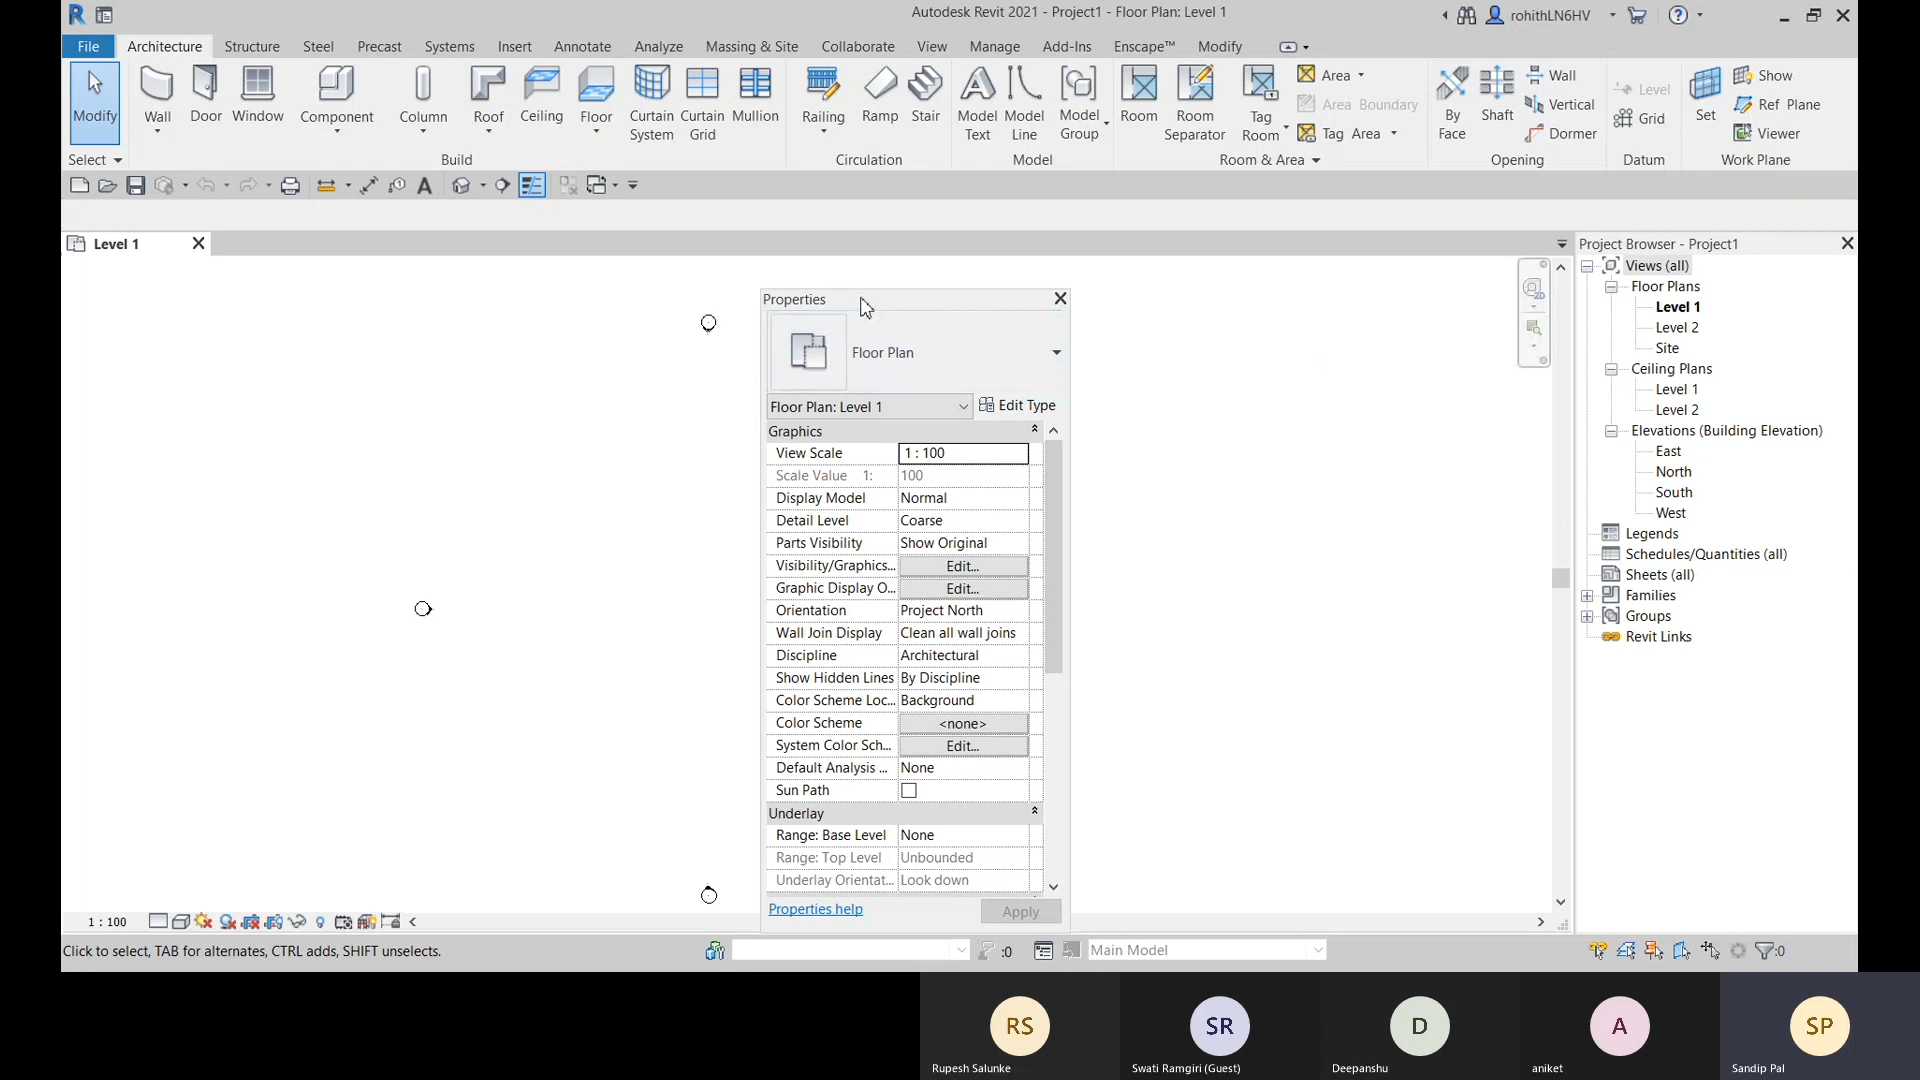 Autodesk Revit 2021 - Project1 - Floor Plan: Level 1
rohithLN6HV
File Architecture Structure Steel Precast Systems Insert Annotate Analyze Massing & Site Collaborate View Manage Add-Ins Enscape™ Modify
Modify
Wall
Door
Window
Component
Column
Roof
Ceiling
Floor
Curtain System
Curtain Grid
Mullion
Railing
Ramp
Stair
Model Text
Model Line
Model Group
Room
Room Separator
Tag Room
Area
Area Boundary
Tag Area
By Face
Shaft
Wall
Vertical
Dormer
Level
Grid
Set
Show
Ref Plane
Viewer
Select
Build
Circulation
Model
Room & Area
Opening
Datum
Work Plane
Level 1
Properties
Floor Plan
Floor Plan: Level 1
Edit Type
Graphics
View Scale 1 : 100
Scale Value 1: 100
Display Model Normal
Detail Level Coarse
Parts Visibility Show Original
Visibility/Graphics... Edit...
Graphic Display O... Edit...
Orientation Project North
Wall Join Display Clean all wall joins
Discipline Architectural
Show Hidden Lines By Discipline
Color Scheme Loc... Background
Color Scheme <none>
System Color Sch... Edit...
Default Analysis ... None
Sun Path
Underlay
Range: Base Level None
Range: Top Level Unbounded
Underlay Orientat... Look down
Properties help
Apply
Project Browser - Project1
Views (all)
Floor Plans
Level 1
Level 2
Site
Ceiling Plans
Level 1
Level 2
Elevations (Building Elevation)
East
North
South
West
Legends
Schedules/Quantities (all)
Sheets (all)
Families
Groups
Revit Links
1 : 100
Click to select, TAB for alternates, CTRL adds, SHIFT unselects.
:0
Main Model
:0
RS
Rupesh Salunke
SR
Swati Ramgiri (Guest)
D
Deepanshu
A
aniket
SP
Sandip Pal